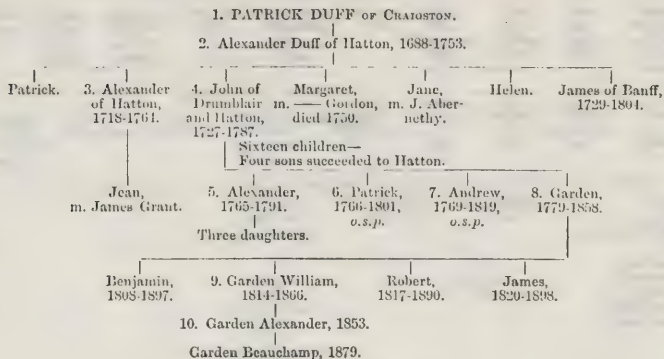 1. PATRICK DUFF OF CRAIGSTON.
2. Alexander Duff of Hatton, 1688-1753.
Patrick.
3. Alexander
of Hatton,
1718-1764.
4. John of
Drumblair
and Hatton,
1727-1787.
Margaret,
m. —— Gordon,
died 1750.
Jane,
m. J. Aber-
nethy.
Helen.
James of Banff,
1729-1804.
Sixteen children—
Four sons succeeded to Hatton.
Jean,
m. James Grant.
5. Alexander,
1765-1791.
6. Patrick,
1766-1801,
o.s.p.
7. Andrew,
1769-1819,
o.s.p.
8. Garden,
1779-1858.
Three daughters.
Benjamin,
1808-1897.
9. Garden William,
1814-1866.
Robert,
1817-1890.
James,
1820-1898.
10. Garden Alexander, 1853.
Garden Beauchamp, 1879.